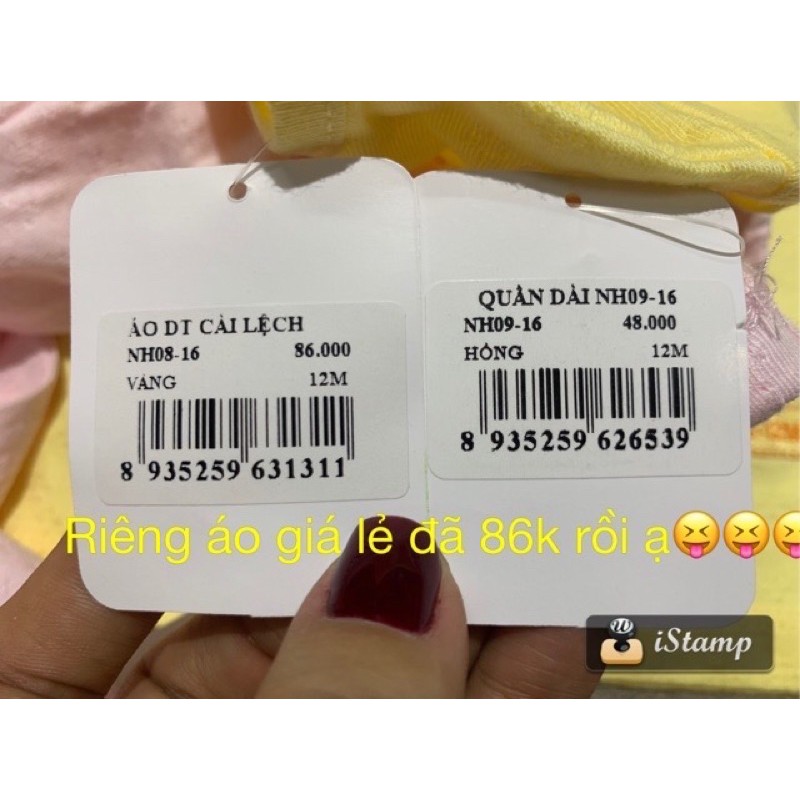 ÁO DT CÀI LỆCH
NH08-16 86.000
VÀNG 12M
8 935259 631311
QUẦN DÀI NH09-16
NH09-16 48.000
HỒNG 12M
8 935259 626539
Riêng áo giá lẻ đã 86k rồi ạ😝😝😝
iStamp